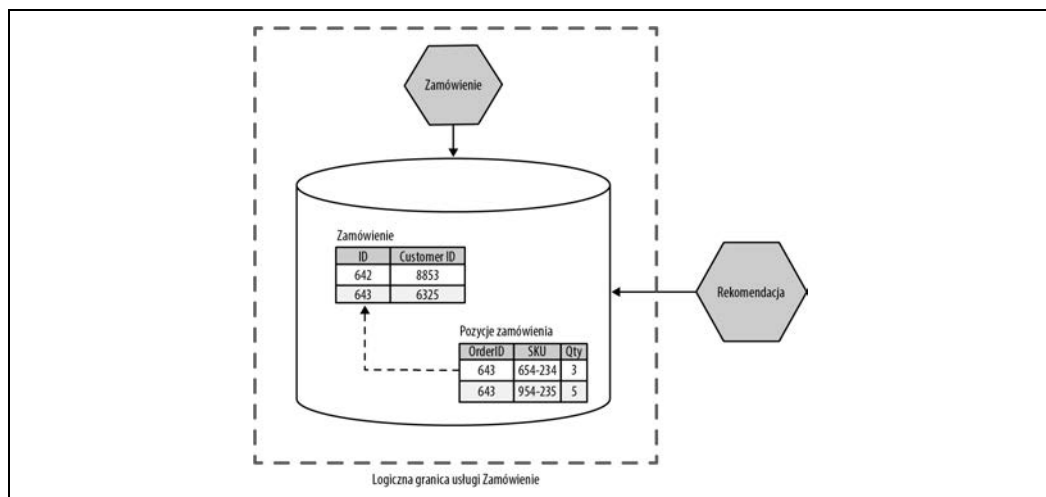 Zamówienie
Zamówienie
ID Customer ID
642 8853
643 6325
Rekomendacja
Pozycje zamówienia
OrderID SKU Qty
643 654-234 3
643 954-235 5
Logiczna granica usługi Zamówienie